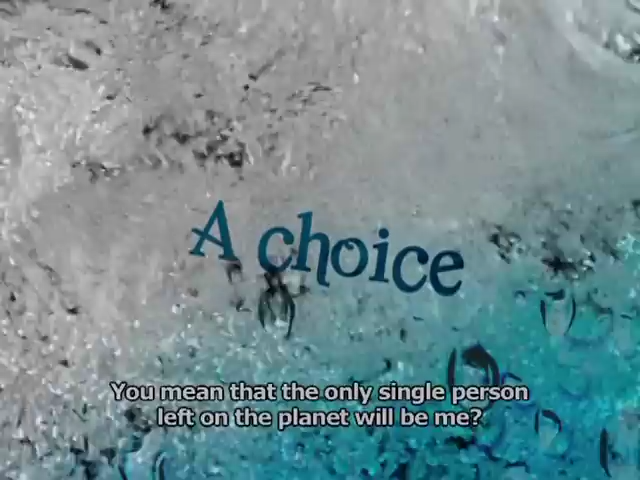 A choice
You mean that the only single person
left on the planet will be me?